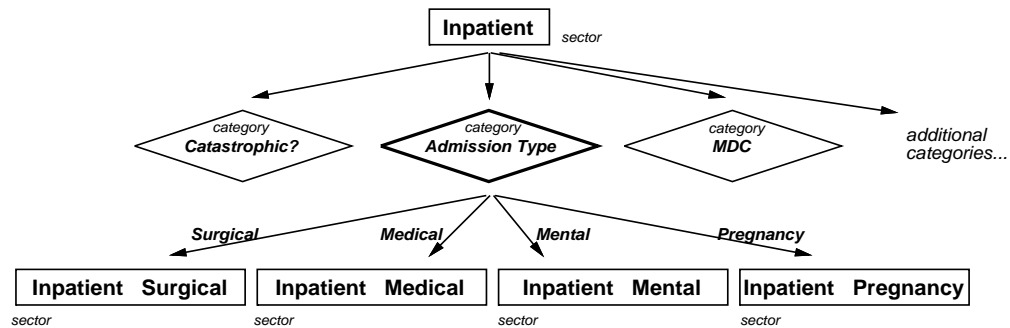 Inpatient
sector
category
Catastrophic?
category
Admission Type
category
MDC
additional
categories...
Surgical
Medical
Mental
Pregnancy
Inpatient Surgical
Inpatient Medical
Inpatient Mental
Inpatient Pregnancy
sector
sector
sector
sector